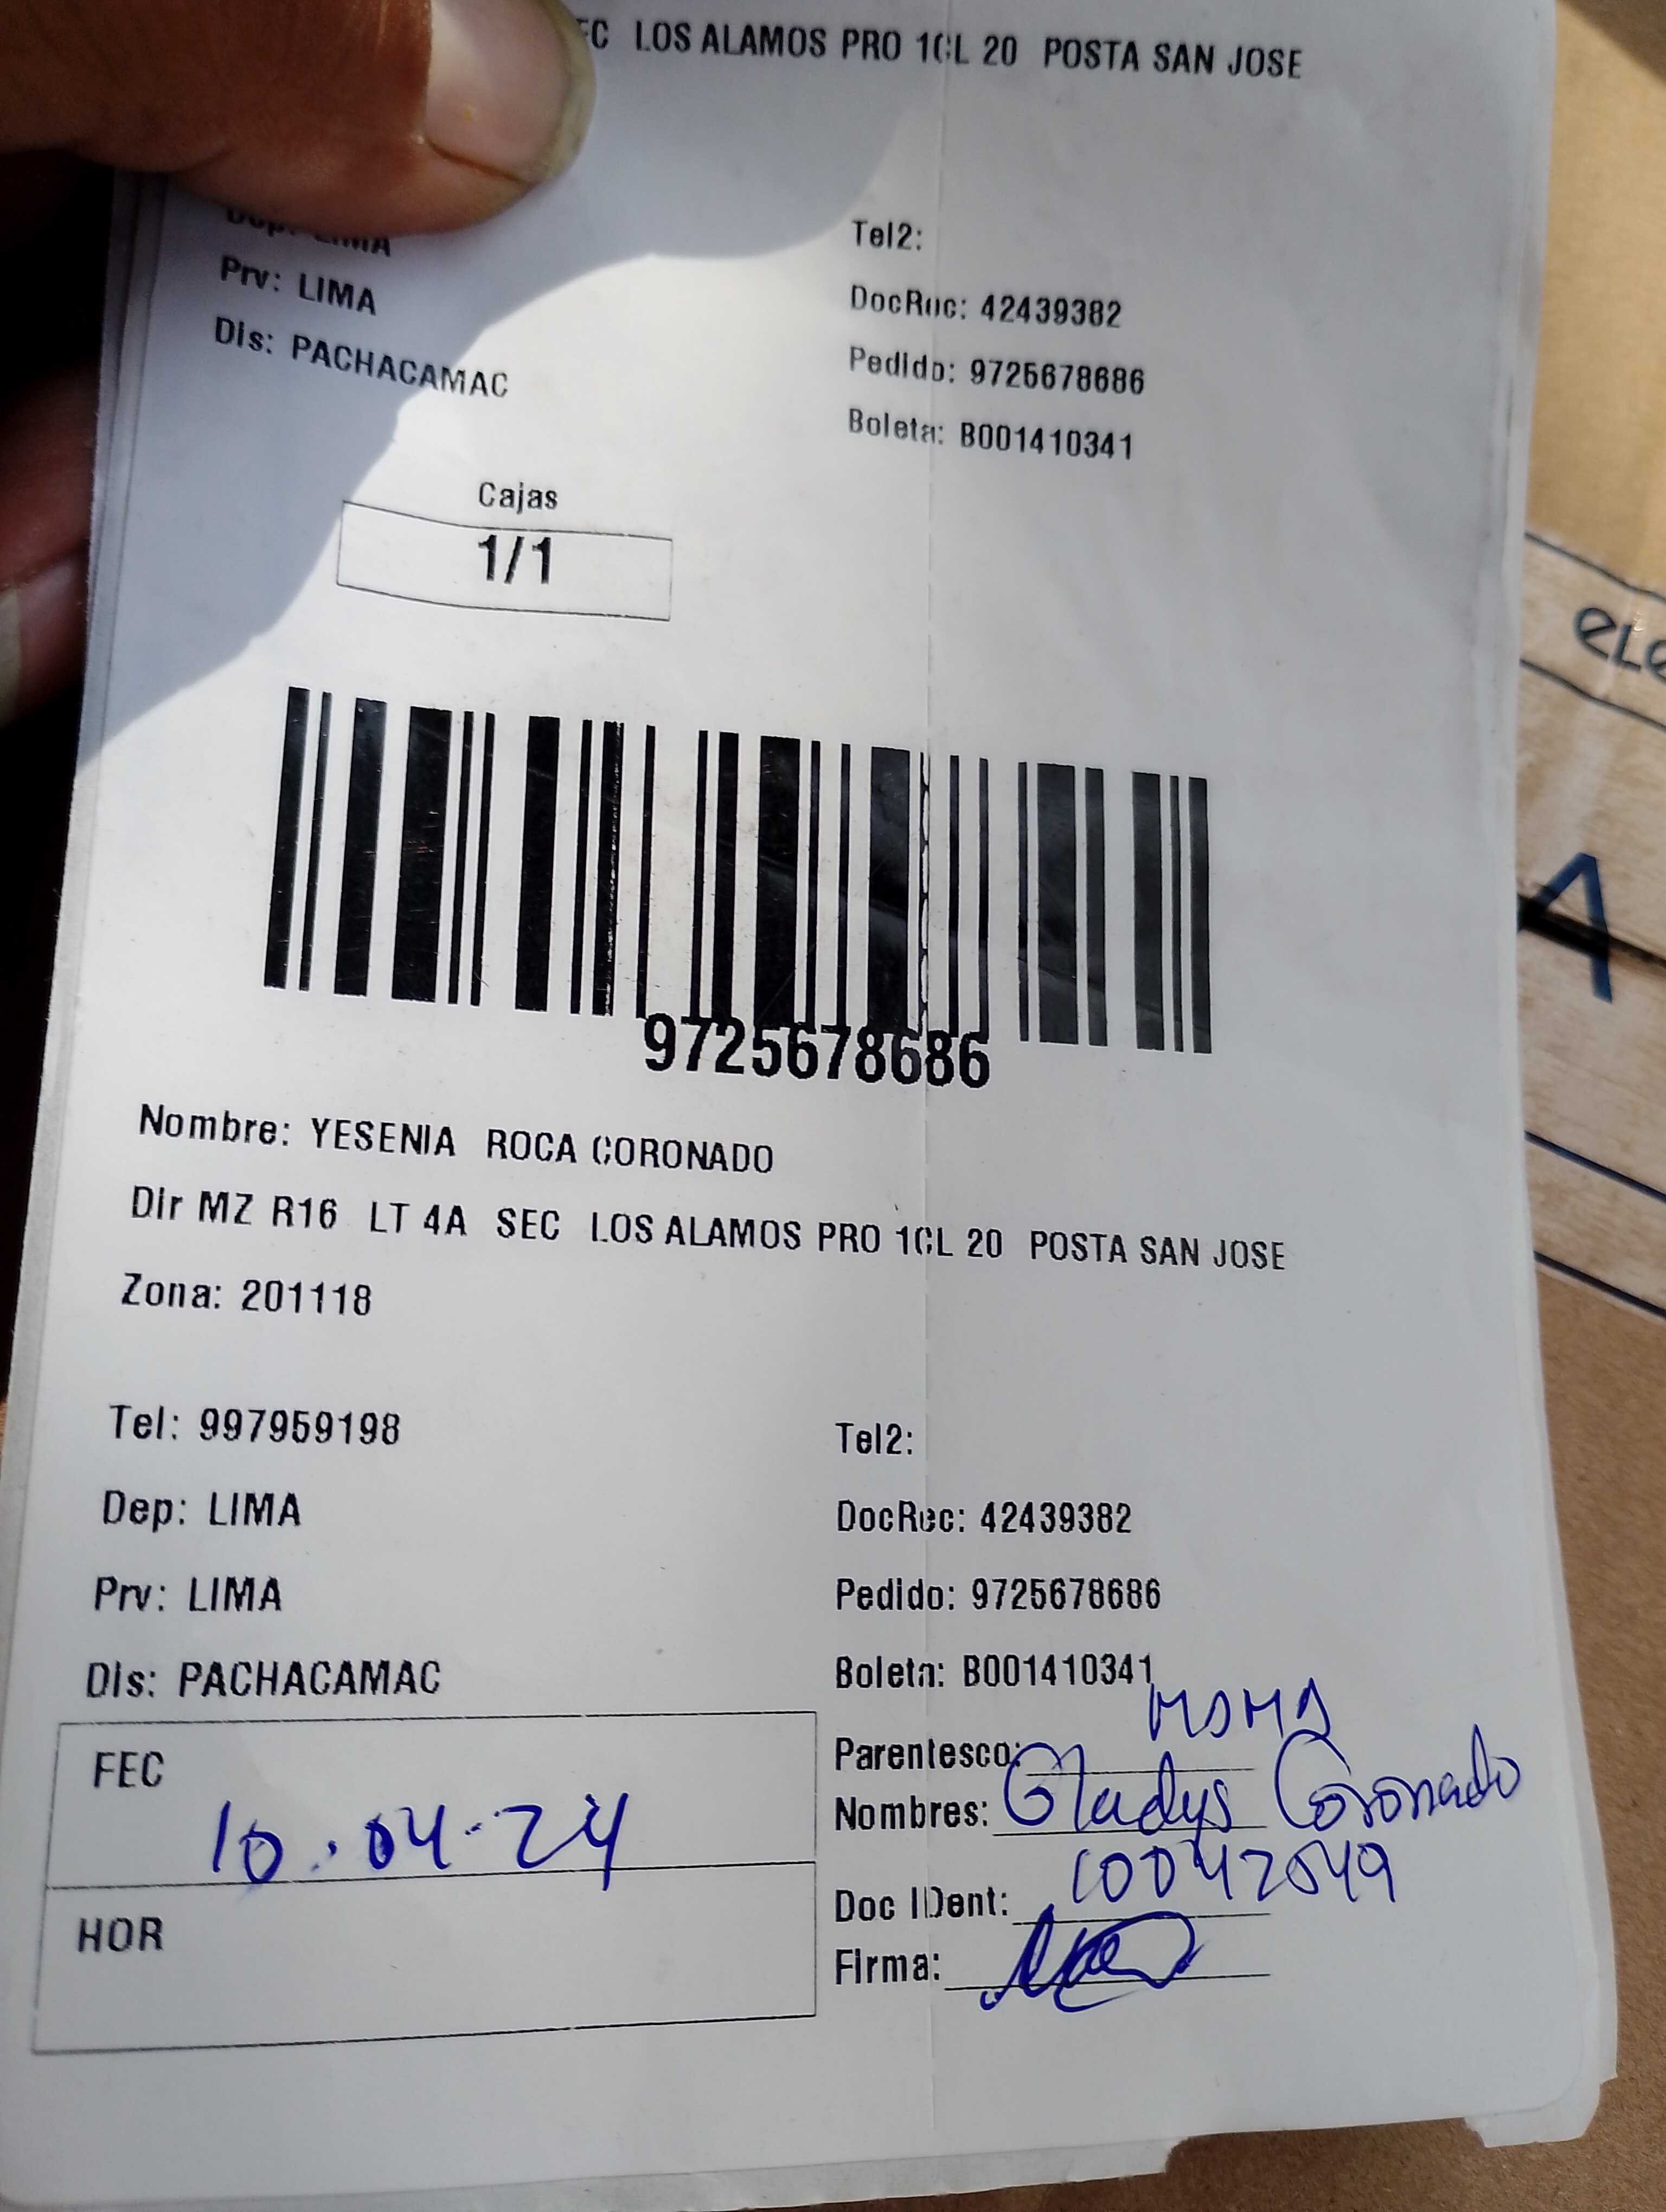 LOS ALAMOS PRO 1CL 20 POSTA SAN JOSE
Dep: LIMA
Tel2:
Prv: LIMA
DocRec: 42439382
Dis: PACHACAMAC
Pedido: 9725678686
Boleta: B001410341
Cajas
1/1
9725678686
Nombre: YESENIA ROCA CORONADO
Dir MZ R16 LT 4A SEC LOS ALAMOS PRO 1CL 20 POSTA SAN JOSE
Zona: 201118
Tel: 997959198
Tel2:
Dep: LIMA
DocRec: 42439382
Prv: LIMA
Pedido: 9725678686
Dis: PACHACAMAC
Boleta: B001410341
FEC
10.04.24
HOR
Parentesco: MAMA
Nombres: Gladys Coronado
Doc IDent:
Firma: